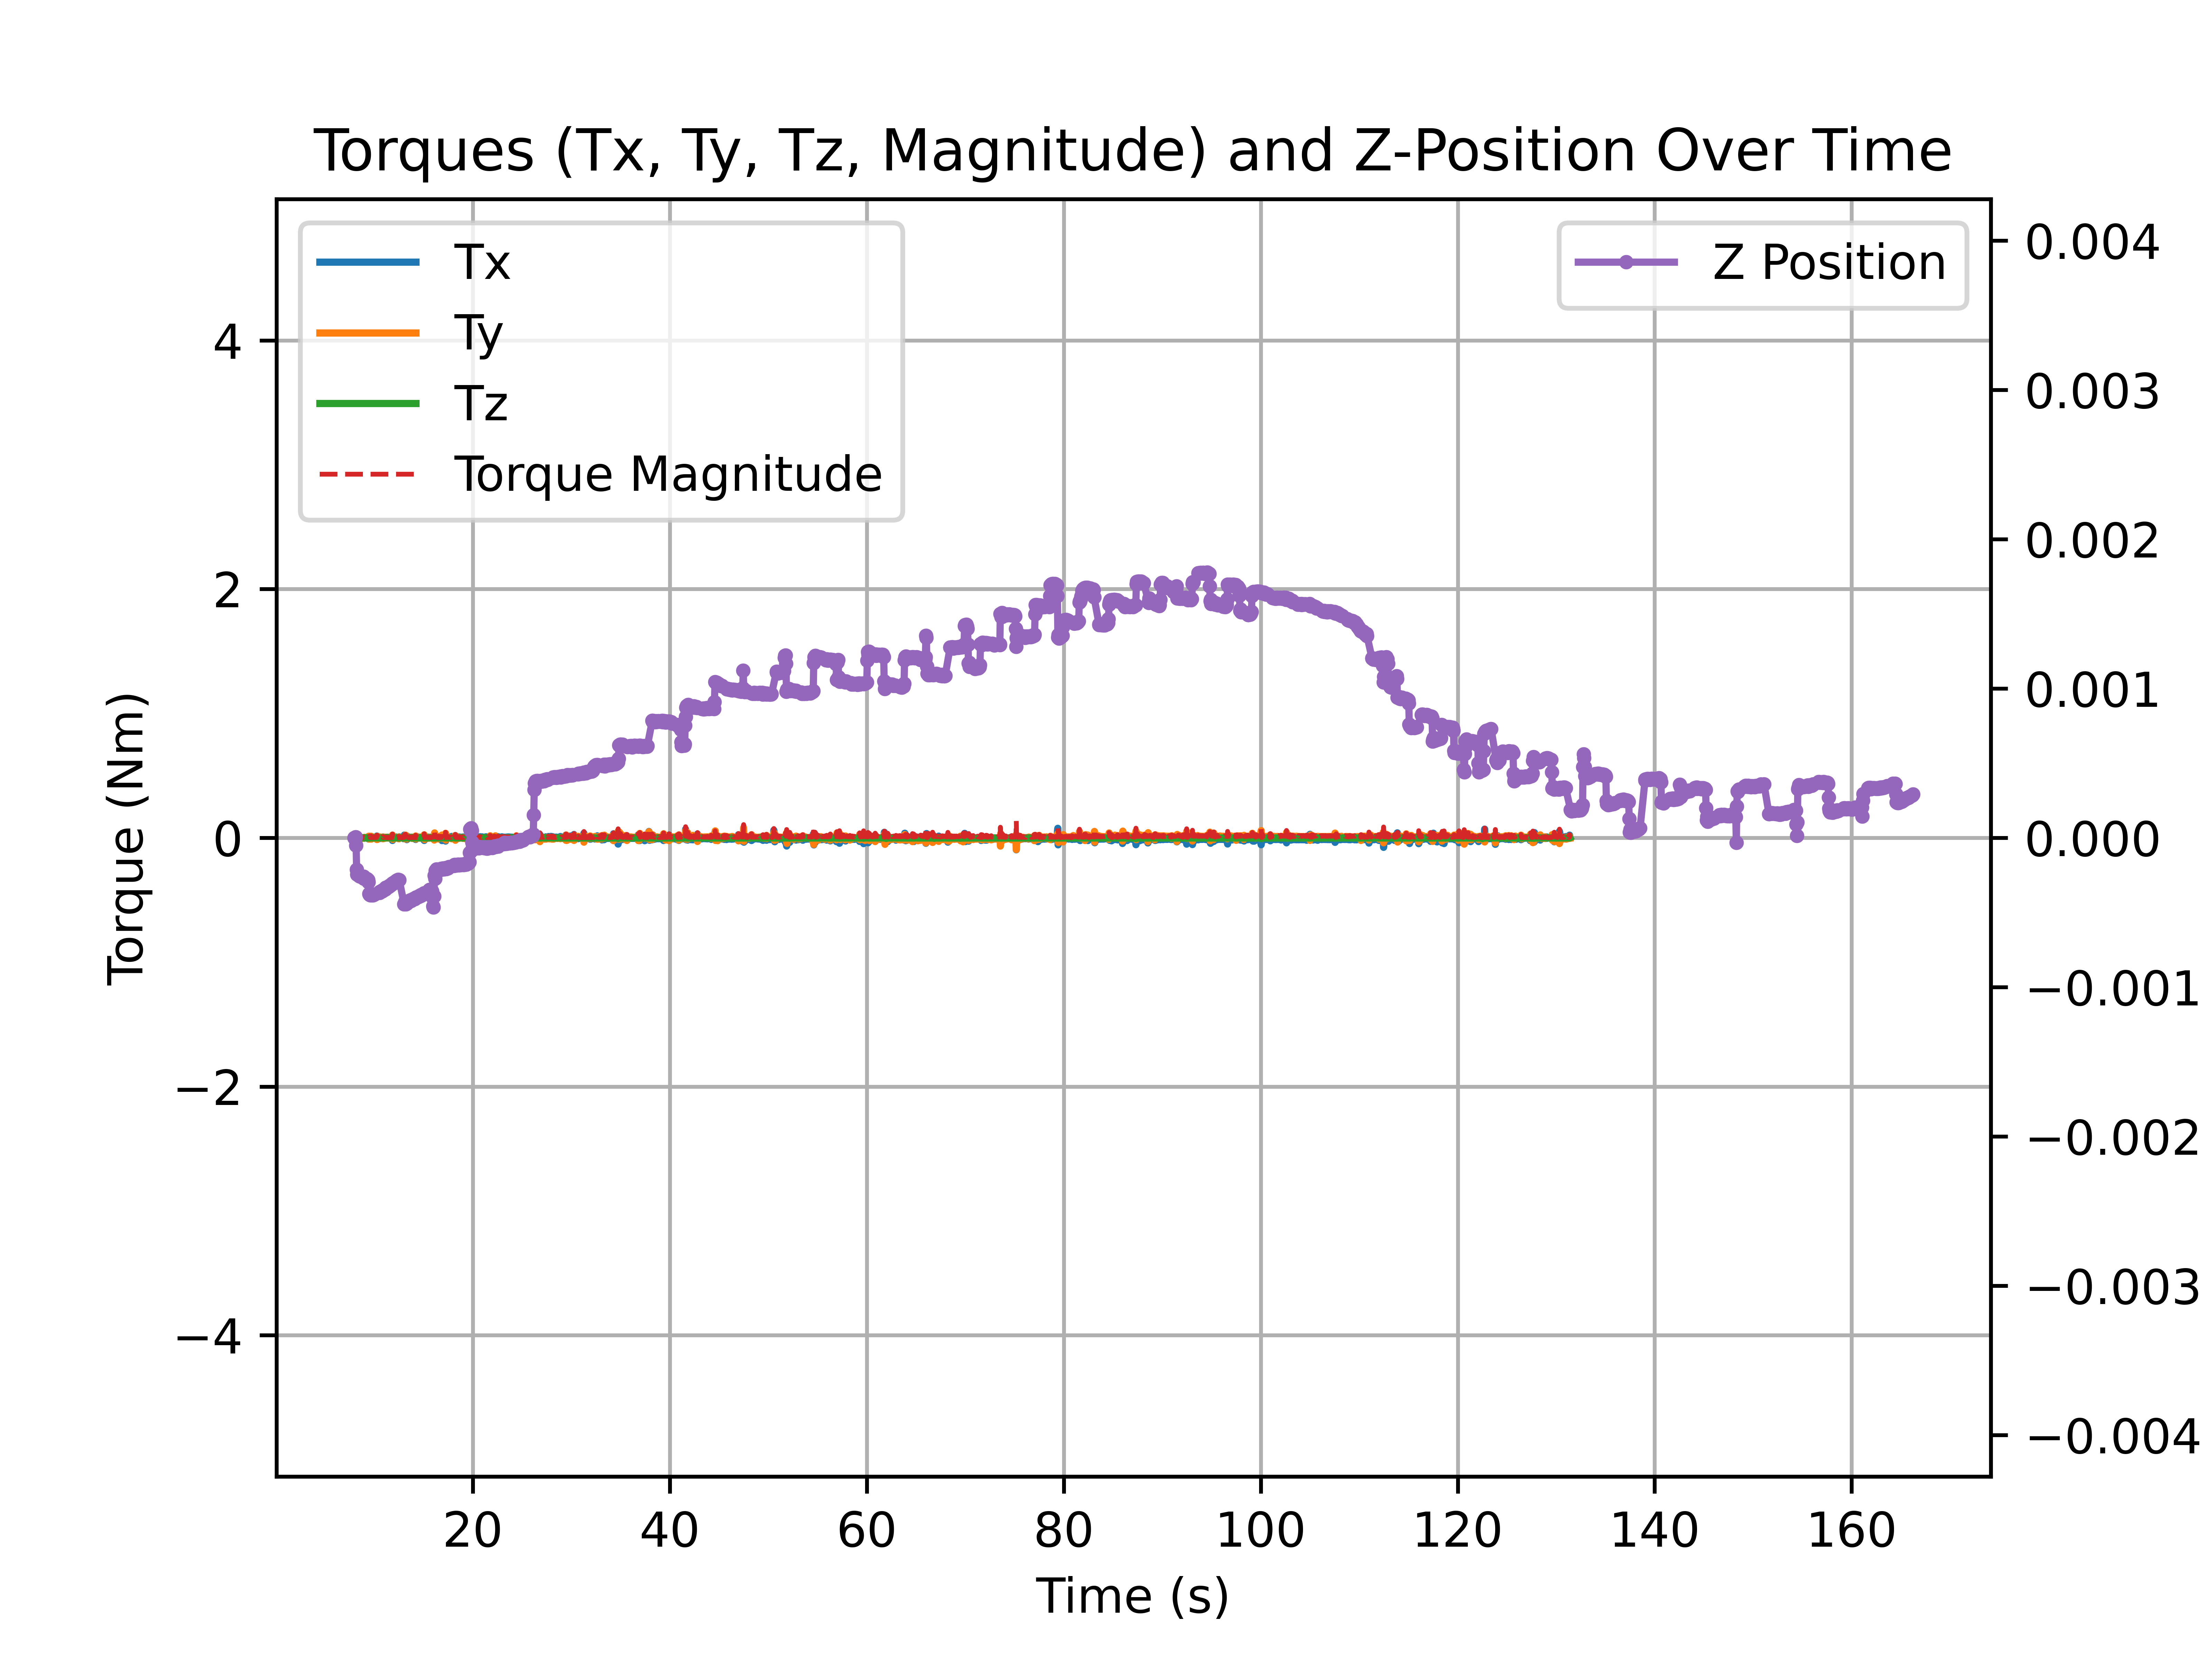 Torques (Tx, Ty, Tz, Magnitude) and Z-Position Over Time
Tx
Ty
Tz
Torque Magnitude
Z Position
Torque (Nm)
4
2
0
−2
−4
0.004
0.003
0.002
0.001
0.000
−0.001
−0.002
−0.003
−0.004
20 40 60 80 100 120 140 160
Time (s)